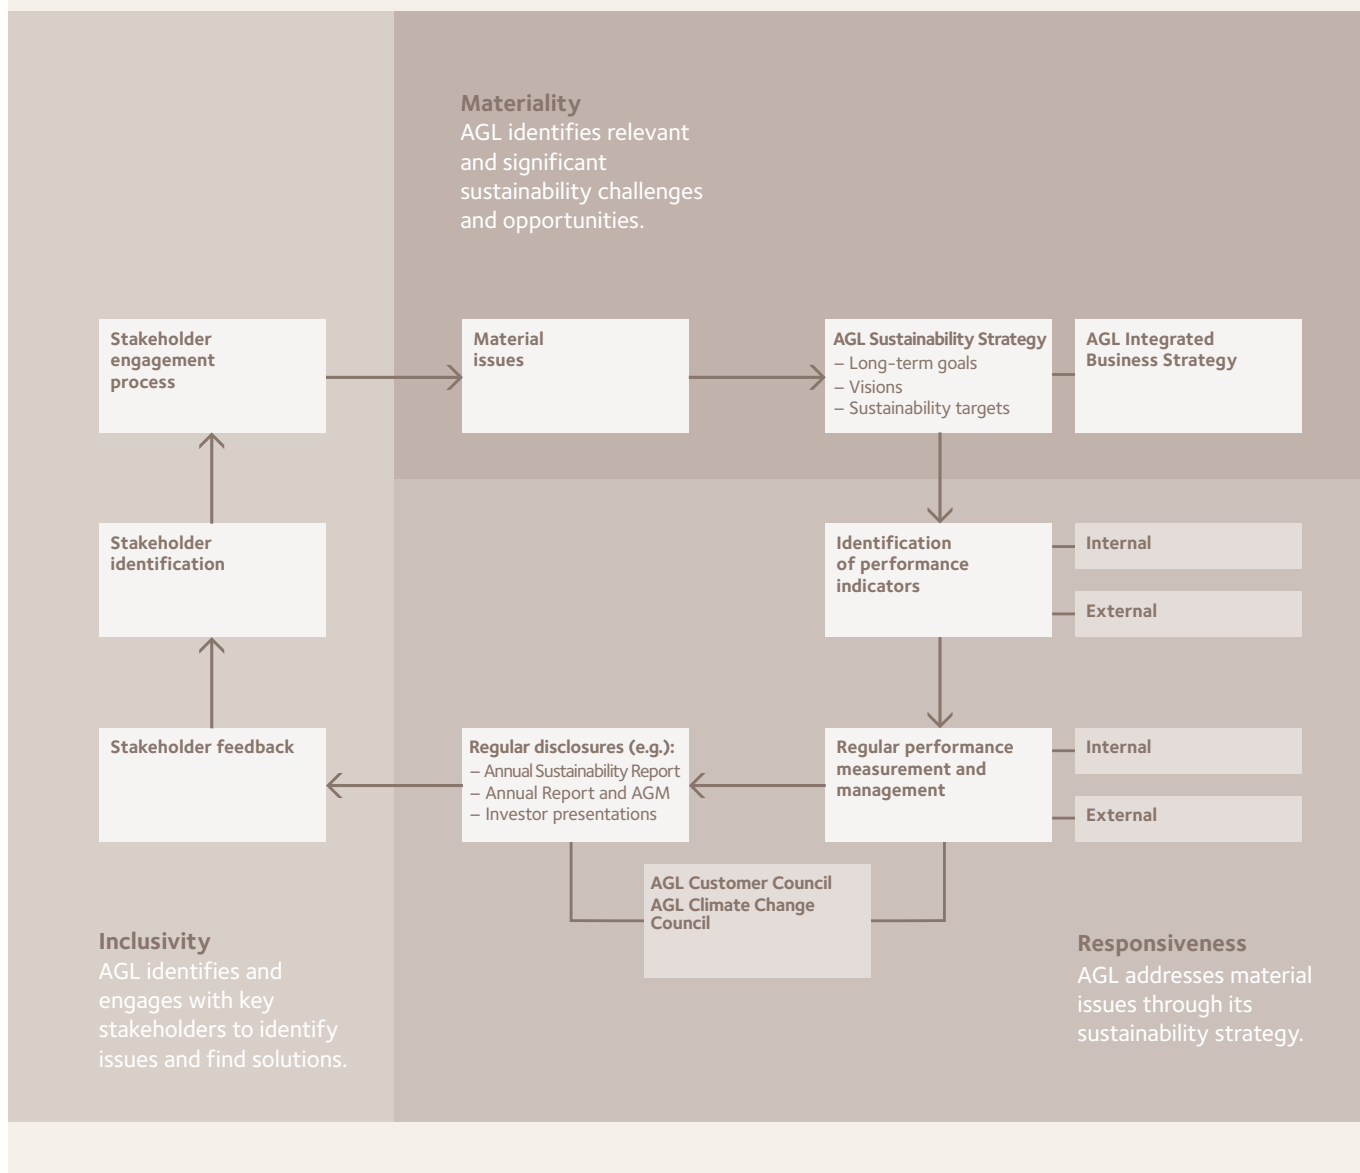 Materiality
AGL identifies relevant
and significant
sustainability challenges
and opportunities.
Stakeholder
engagement
process
Material
issues
AGL Sustainability Strategy
– Long-term goals
– Visions
– Sustainability targets
AGL Integrated
Business Strategy
Stakeholder
identification
Identification
of performance
indicators
Internal
External
Stakeholder feedback
Regular disclosures (e.g.):
– Annual Sustainability Report
– Annual Report and AGM
– Investor presentations
Regular performance
measurement and
management
Internal
External
AGL Customer Council
AGL Climate Change
Council
Inclusivity
AGL identifies and
engages with key
stakeholders to identify
issues and find solutions.
Responsiveness
AGL addresses material
issues through its
sustainability strategy.